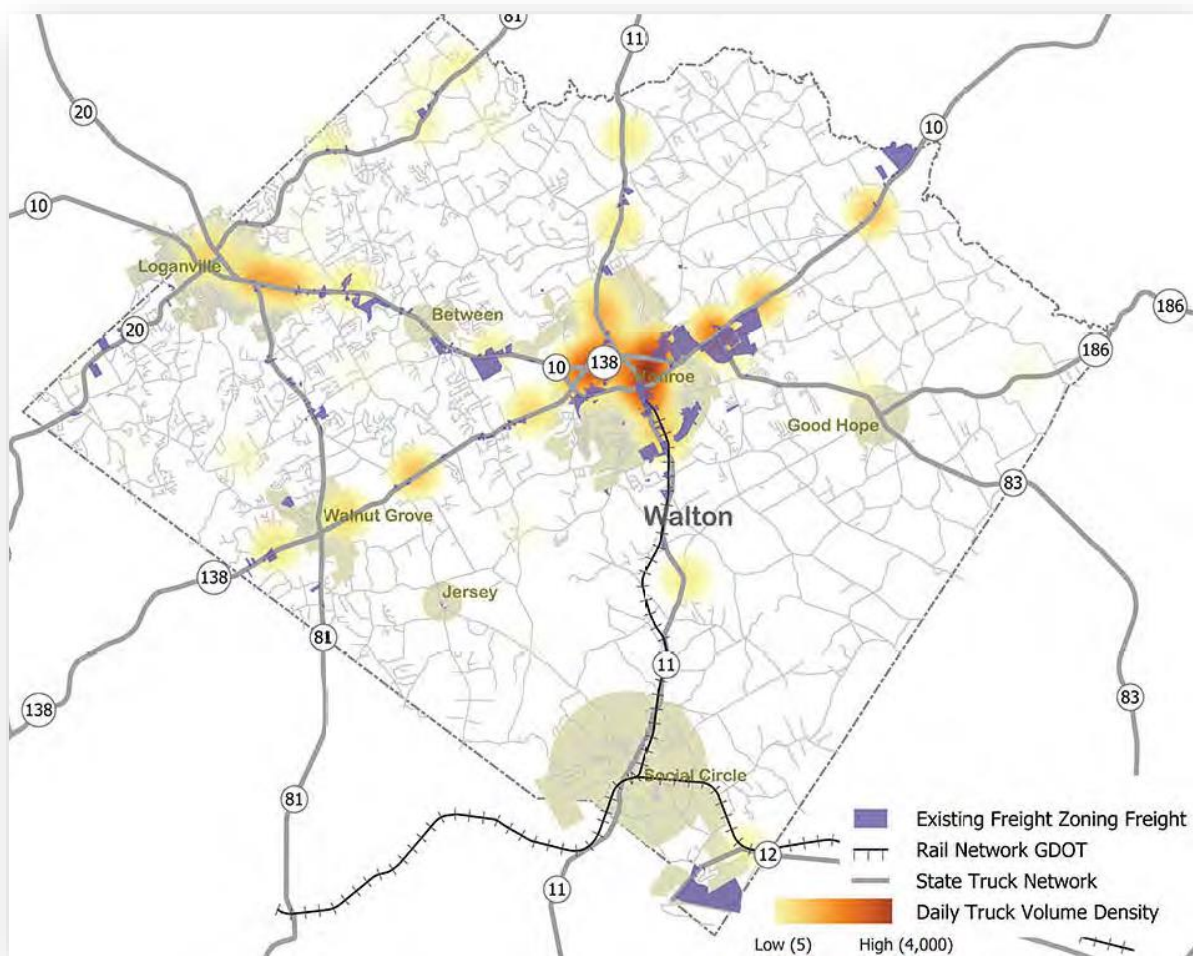 81
11
20
10
10
186
Loganville
186
Between
20
10
138
Monroe
Good Hope
83
Walnut Grove
Walton
138
Jersey
81
11
83
138
Social Circle
81
12
11
Existing Freight Zoning Freight
Rail Network GDOT
State Truck Network
Daily Truck Volume Density
Low (5)
High (4,000)